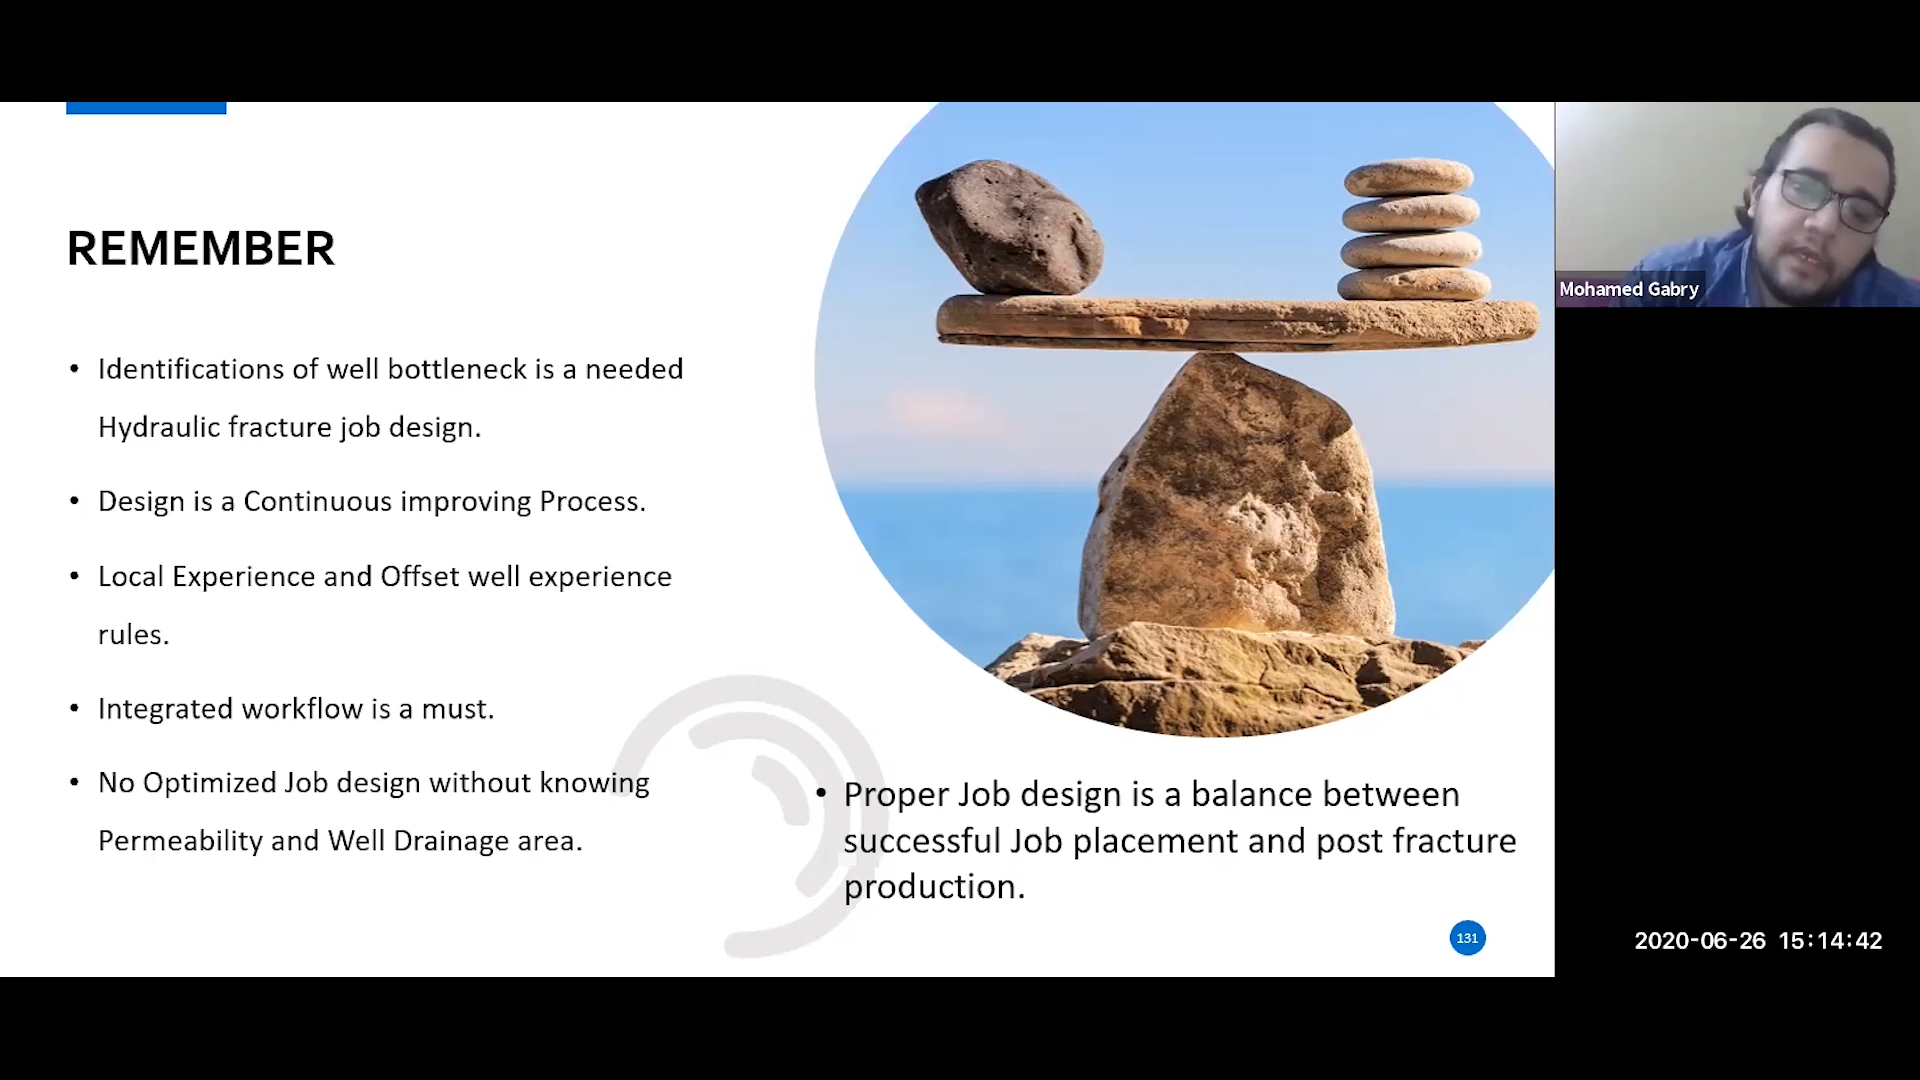 REMEMBER
• Identifications of well bottleneck is a needed
Hydraulic fracture job design.
• Design is a Continuous improving Process.
• Local Experience and Offset well experience
rules.
• Integrated workflow is a must.
• No Optimized Job design without knowing
Permeability and Well Drainage area.
• Proper Job design is a balance between
successful Job placement and post fracture
production.
131
Mohamed Gabry
2020-06-26 15:14:42